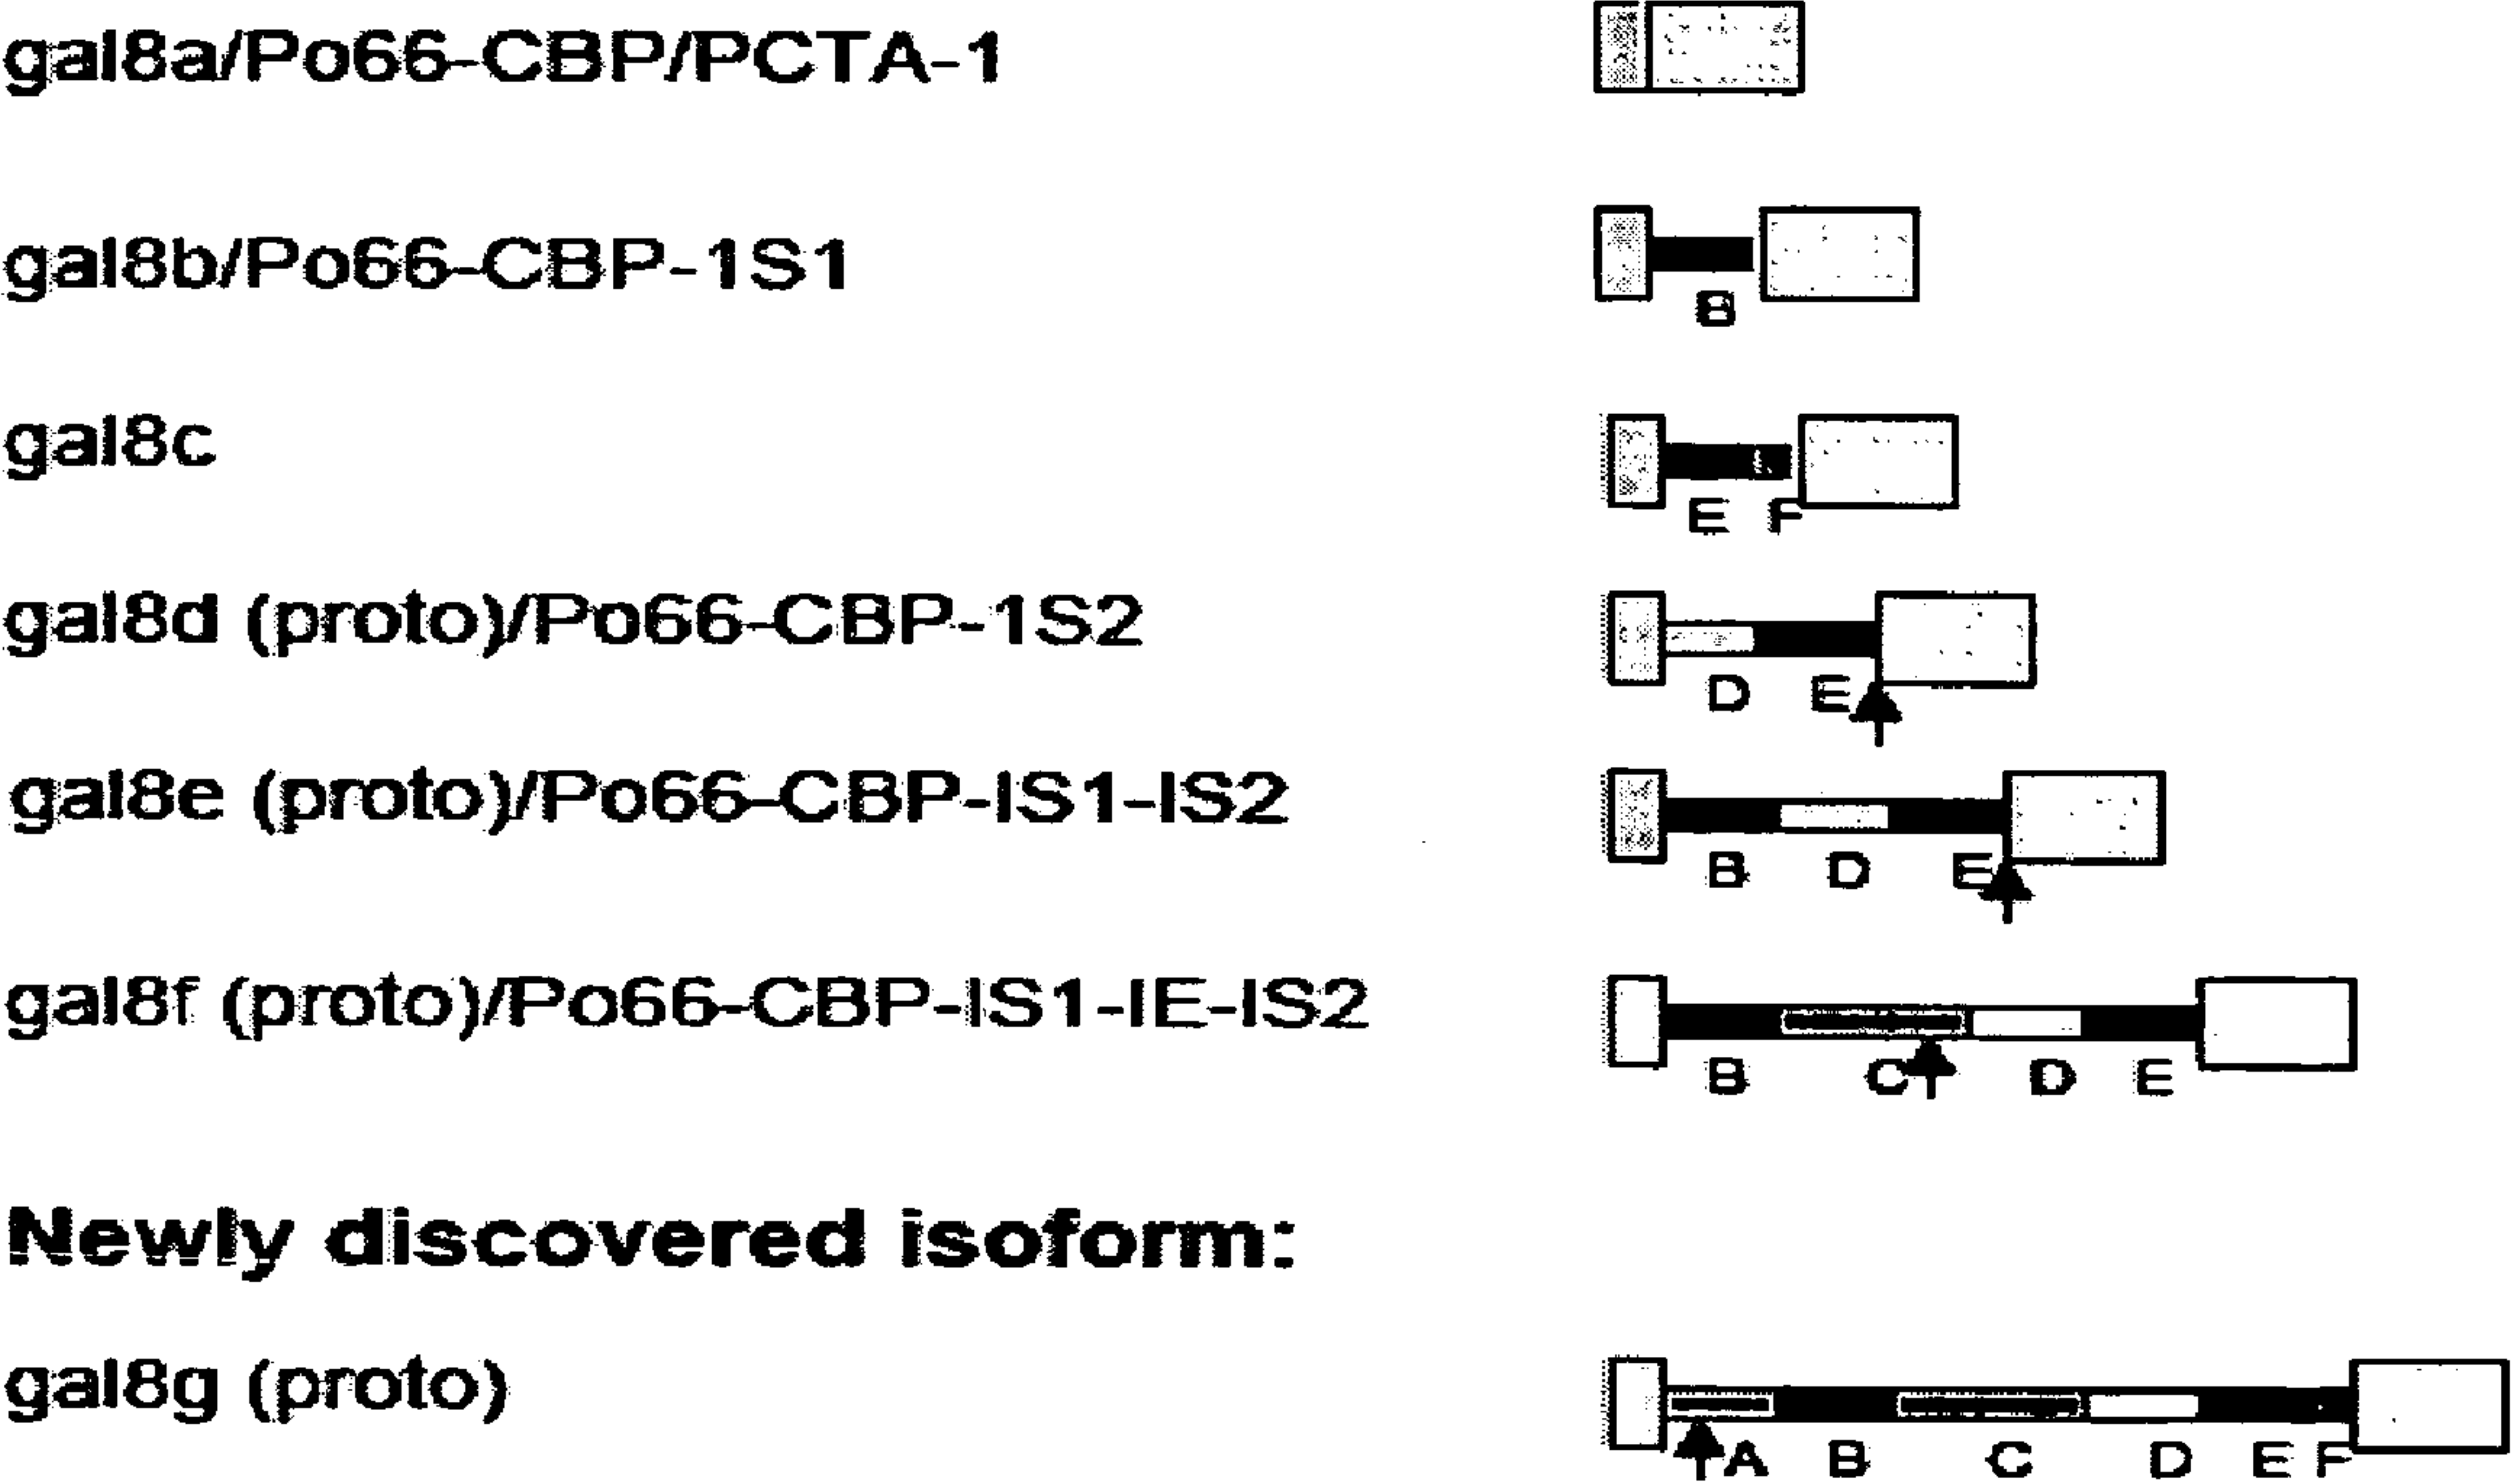 gal8a/Po66-CBP/PCTA-1
gal8b/Po66-CBP-1S1
B
gal8c
E F
gal8d (proto)/Po66-CBP-1S2
D E
gal8e (proto)/Po66-CBP-IS1-IS2
B D E
gal8f (proto)/Po66-CBP-IS1-IE-IS2
B C D E
Newly discovered isoform:
gal8g (proto)
A B C D E F